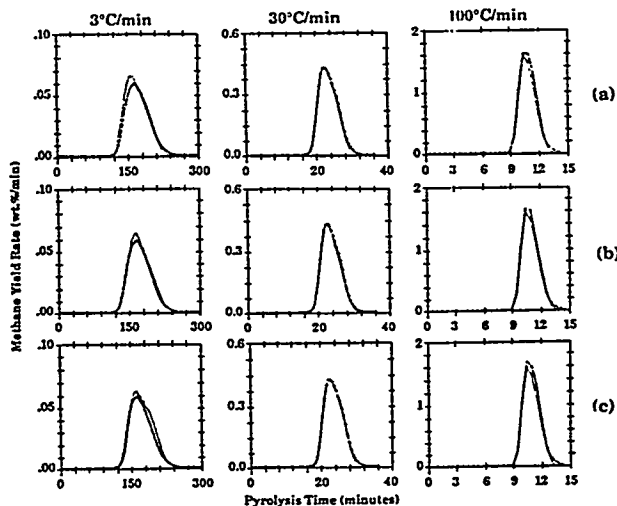 3°C/min 30°C/min 100°C/min
.10 0.6 2
.05 0.3 1
.00 0.0 0
0 150 300 0 20 40 0 3 6 9 12 15
(a)
.10 0.6 2
.05 0.3 1
.00 0.0 0
0 150 300 0 20 40 0 3 6 9 12 15
(b)
.10 0.6 2
.05 0.3 1
.00 0.0 0
0 150 300 0 20 40 0 3 6 9 12 15
(c)
Methane Yield Rate (wt.%/min)
Pyrolysis Time (minutes)